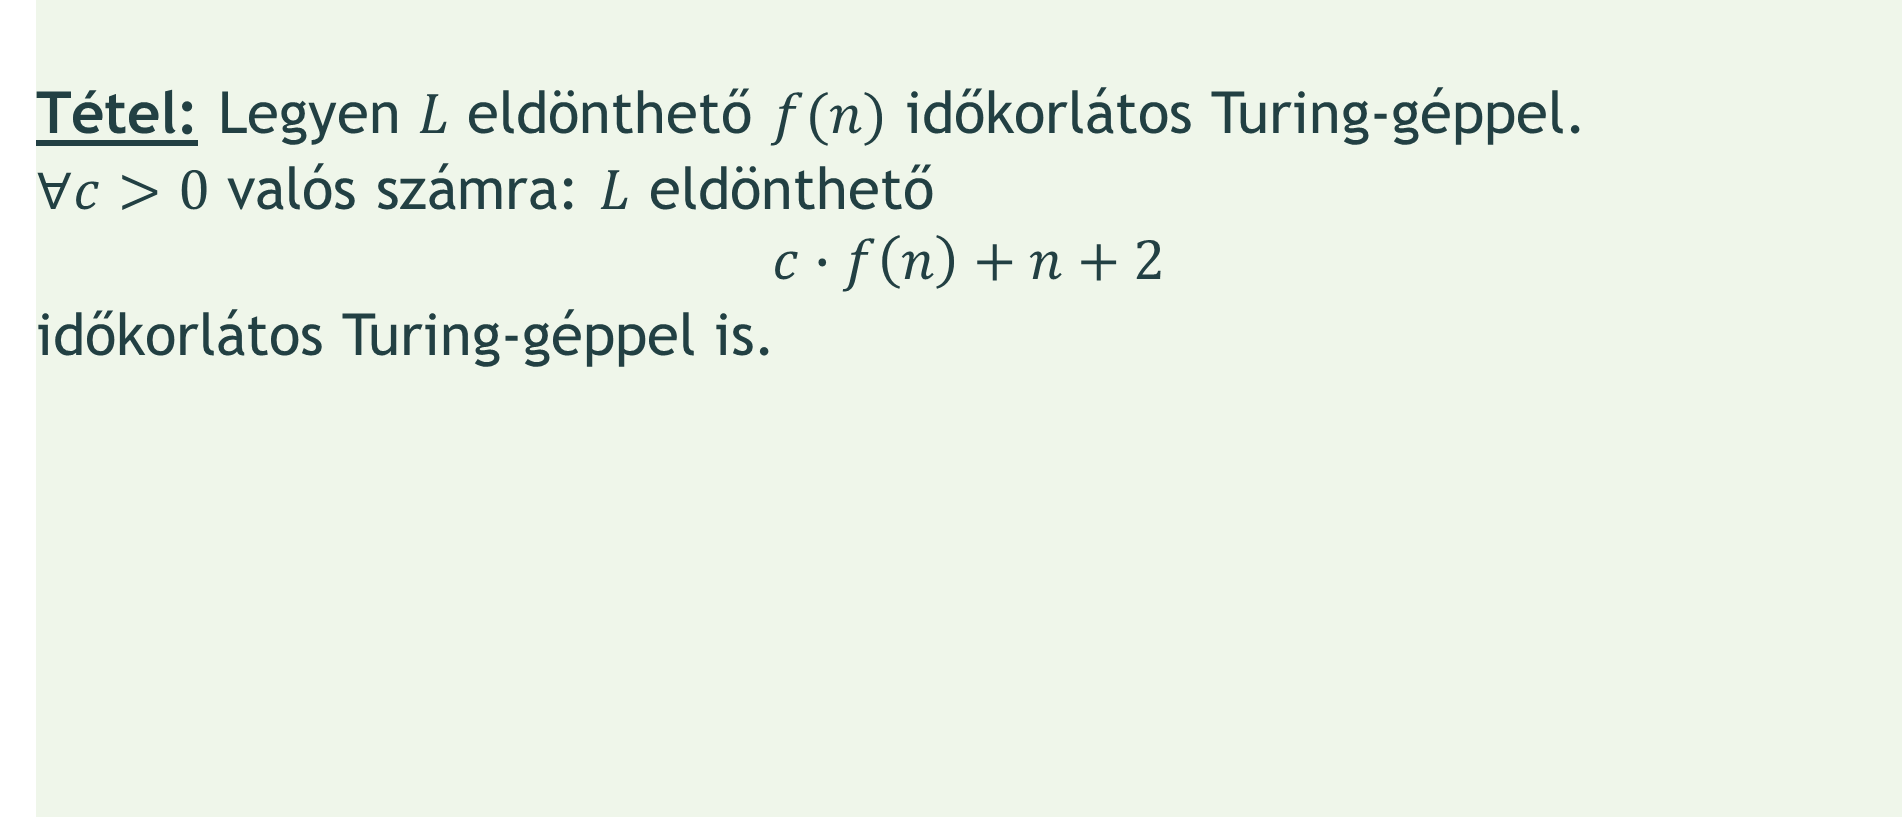 Tétel: Legyen L eldönthető f(n) időkorlátos Turing-géppel.
∀c > 0 valós számra: L eldönthető
c · f(n) + n + 2
időkorlátos Turing-géppel is.